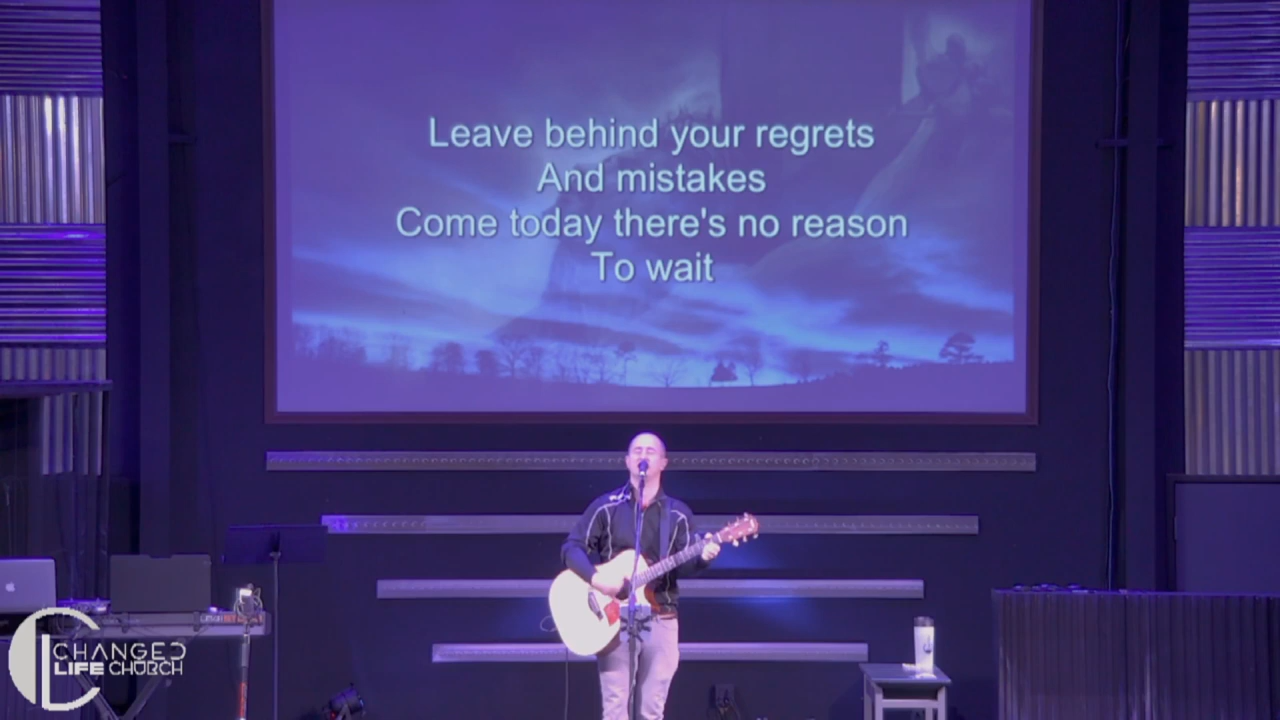 Leave behind your regrets
And mistakes
Come today there's no reason
To wait
CHANGED
LIFE CHURCH